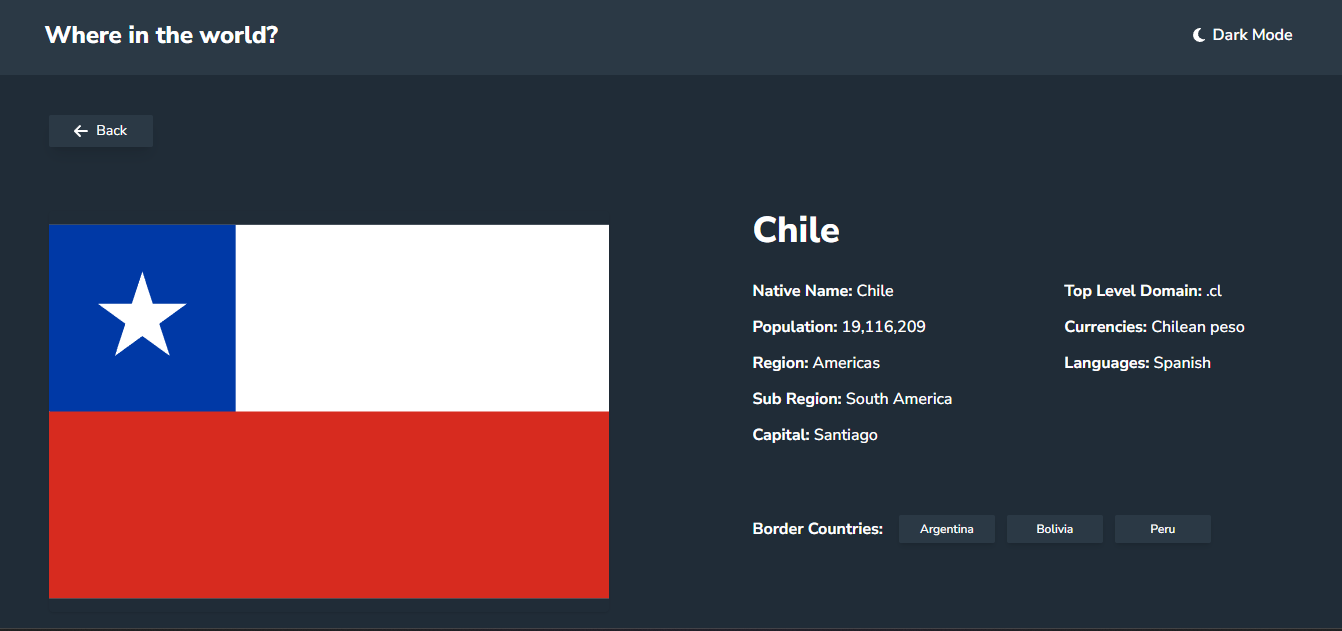 Where in the world?
Dark Mode
Back
Chile
Native Name: Chile
Population: 19,116,209
Region: Americas
Sub Region: South America
Capital: Santiago
Top Level Domain: .cl
Currencies: Chilean peso
Languages: Spanish
Border Countries: Argentina Bolivia Peru